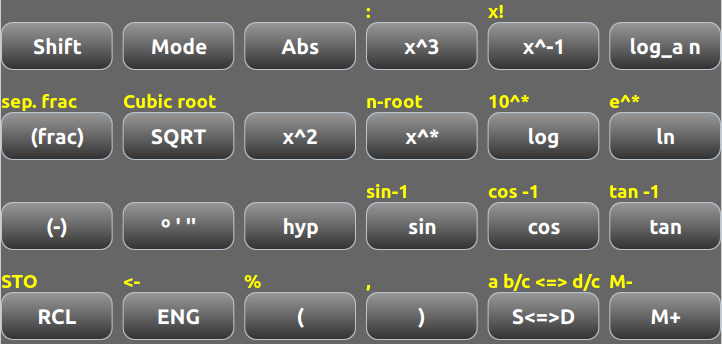 : x!
Shift Mode Abs x^3 x^-1 log_a n
sep. frac Cubic root n-root 10^* e^*
(frac) SQRT x^2 x^* log ln
sin-1 cos -1 tan -1
(-) º ' " hyp sin cos tan
STO <- % , a b/c <=> d/c M-
RCL ENG ( ) S<=>D M+